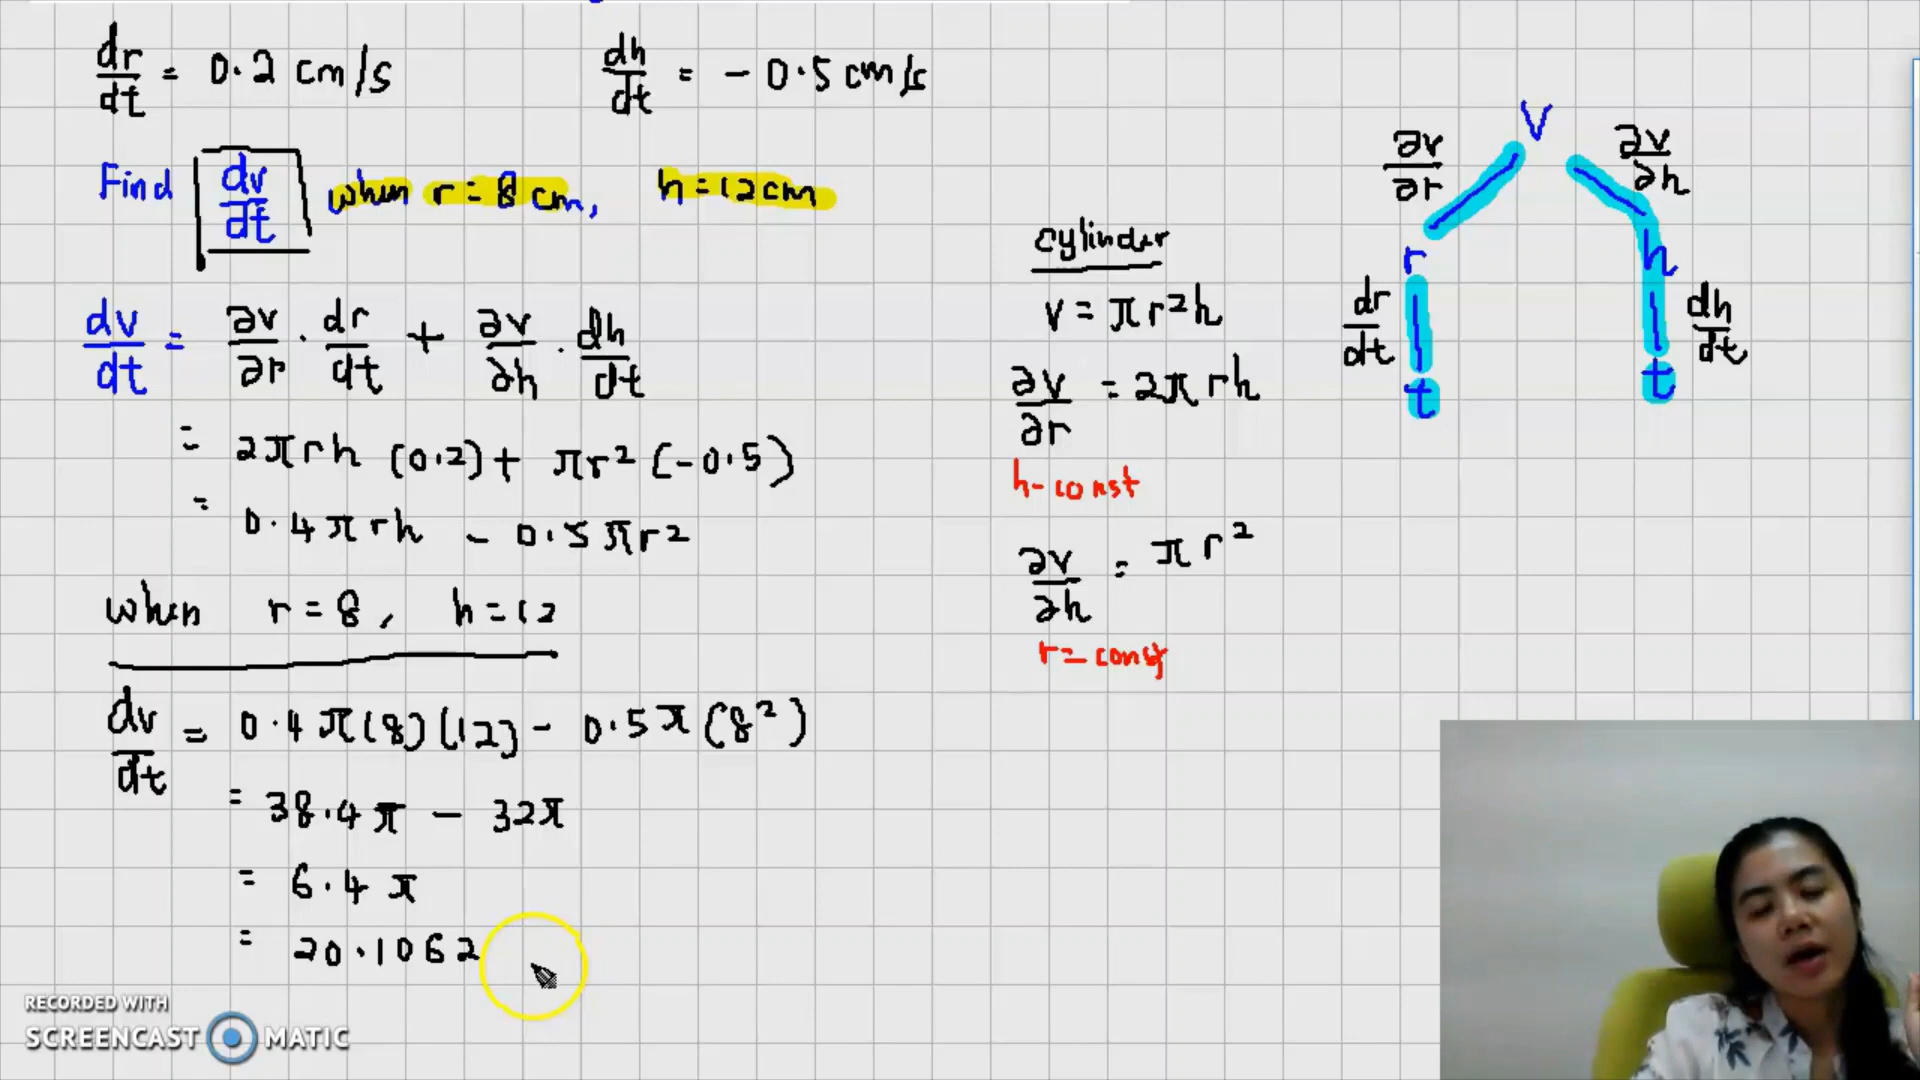 dr/dt = 0.2 cm/s
dh/dt = - 0.5 cm/s
Find dv/dt when r = 8 cm, h = 12 cm
dv/dt = ∂v/∂r · dr/dt + ∂v/∂h · dh/dt
= 2πrh (0.2) + πr² (-0.5)
= 0.4πrh - 0.5πr²
when r = 8, h = 12
dv/dt = 0.4π(8)(12) - 0.5π(8²)
= 38.4π - 32π
= 6.4π
= 20.1062
cylinder
v = πr²h
∂v/∂r = 2πrh
h-const
∂v/∂h = πr²
r= const
V
∂v/∂r
∂v/∂h
r
h
dr/dt
dh/dt
t
t
RECORDED WITH
SCREENCAST MATIC